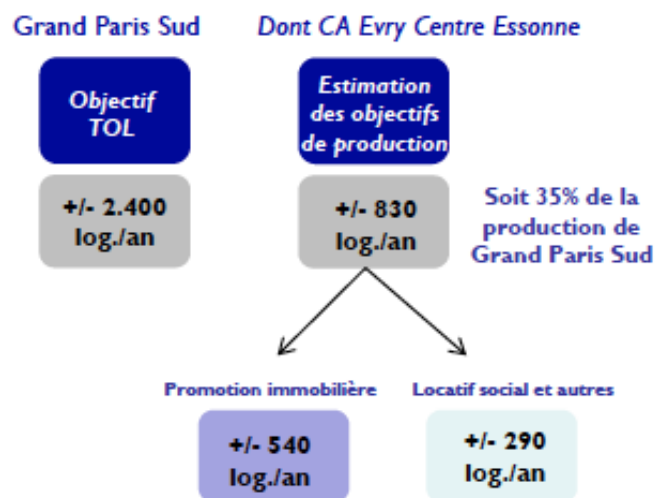 Grand Paris Sud
Dont CA Evry Centre Essonne
Objectif
TOL
Estimation
des objectifs
de production
+/- 2.400
log./an
+/- 830
log./an
Soit 35% de la
production de
Grand Paris Sud
Promotion immobilière
Locatif social et autres
+/- 540
log./an
+/- 290
log./an